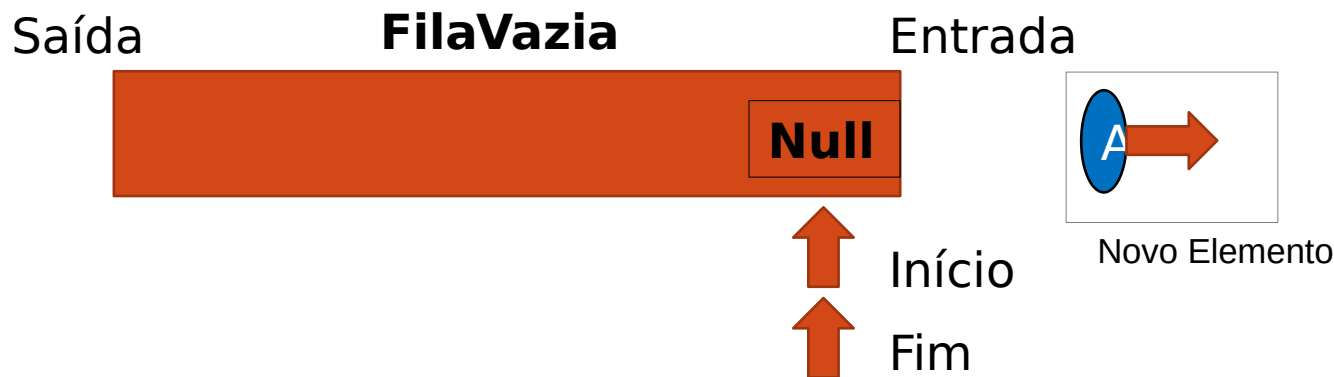 Saída
FilaVazia
Entrada
Null
A
Novo Elemento
Início
Fim